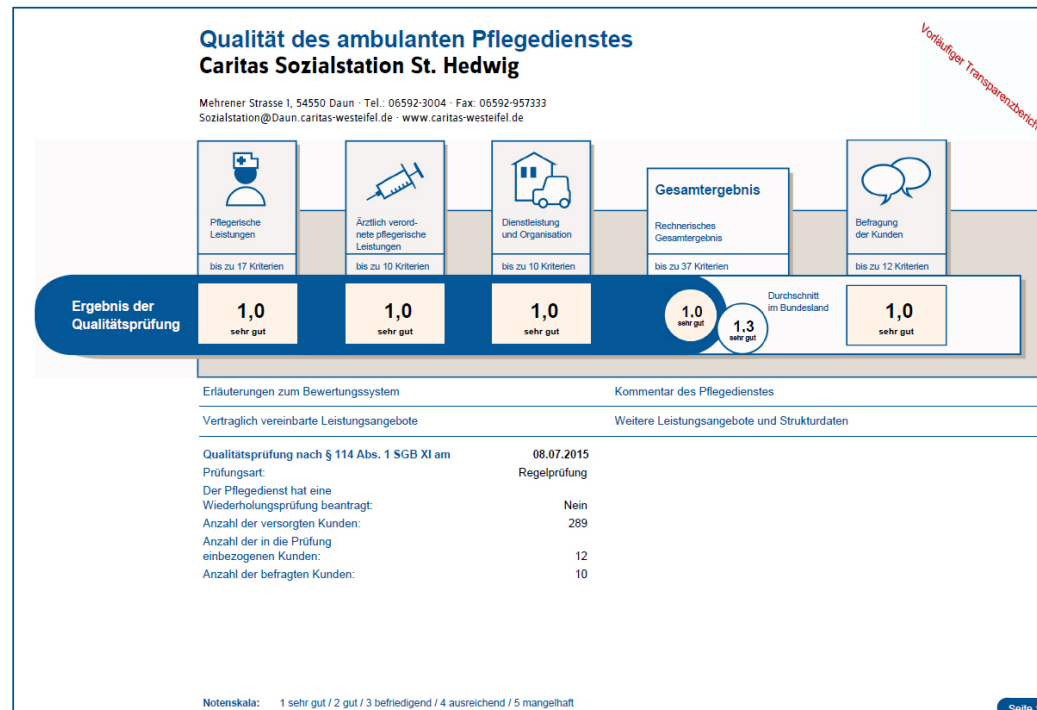 Qualität des ambulanten Pflegedienstes
Caritas Sozialstation St. Hedwig
Vorläufiger Transparenzbericht
Mehrener Strasse 1, 54550 Daun · Tel.: 06592-3004 · Fax: 06592-957333
Sozialstation@Daun.caritas-westeifel.de · www.caritas-westeifel.de
Pflegerische
Leistungen
bis zu 17 Kriterien
Ärztlich verord-
nete pflegerische
Leistungen
bis zu 10 Kriterien
Dienstleistung
und Organisation
bis zu 10 Kriterien
Gesamtergebnis
Rechnerisches
Gesamtergebnis
bis zu 37 Kriterien
Befragung
der Kunden
bis zu 12 Kriterien
Ergebnis der
Qualitätsprüfung
1,0
sehr gut
1,0
sehr gut
1,0
sehr gut
1,0
sehr gut
1,3
sehr gut
Durchschnitt
im Bundesland
1,0
sehr gut
Erläuterungen zum Bewertungssystem
Kommentar des Pflegedienstes
Vertraglich vereinbarte Leistungsangebote
Weitere Leistungsangebote und Strukturdaten
Qualitätsprüfung nach § 114 Abs. 1 SGB XI am 08.07.2015
Prüfungsart: Regelprüfung
Der Pflegedienst hat eine
Wiederholungsprüfung beantragt: Nein
Anzahl der versorgten Kunden: 289
Anzahl der in die Prüfung
einbezogenen Kunden: 12
Anzahl der befragten Kunden: 10
Notenskala: 1 sehr gut / 2 gut / 3 befriedigend / 4 ausreichend / 5 mangelhaft
Seite